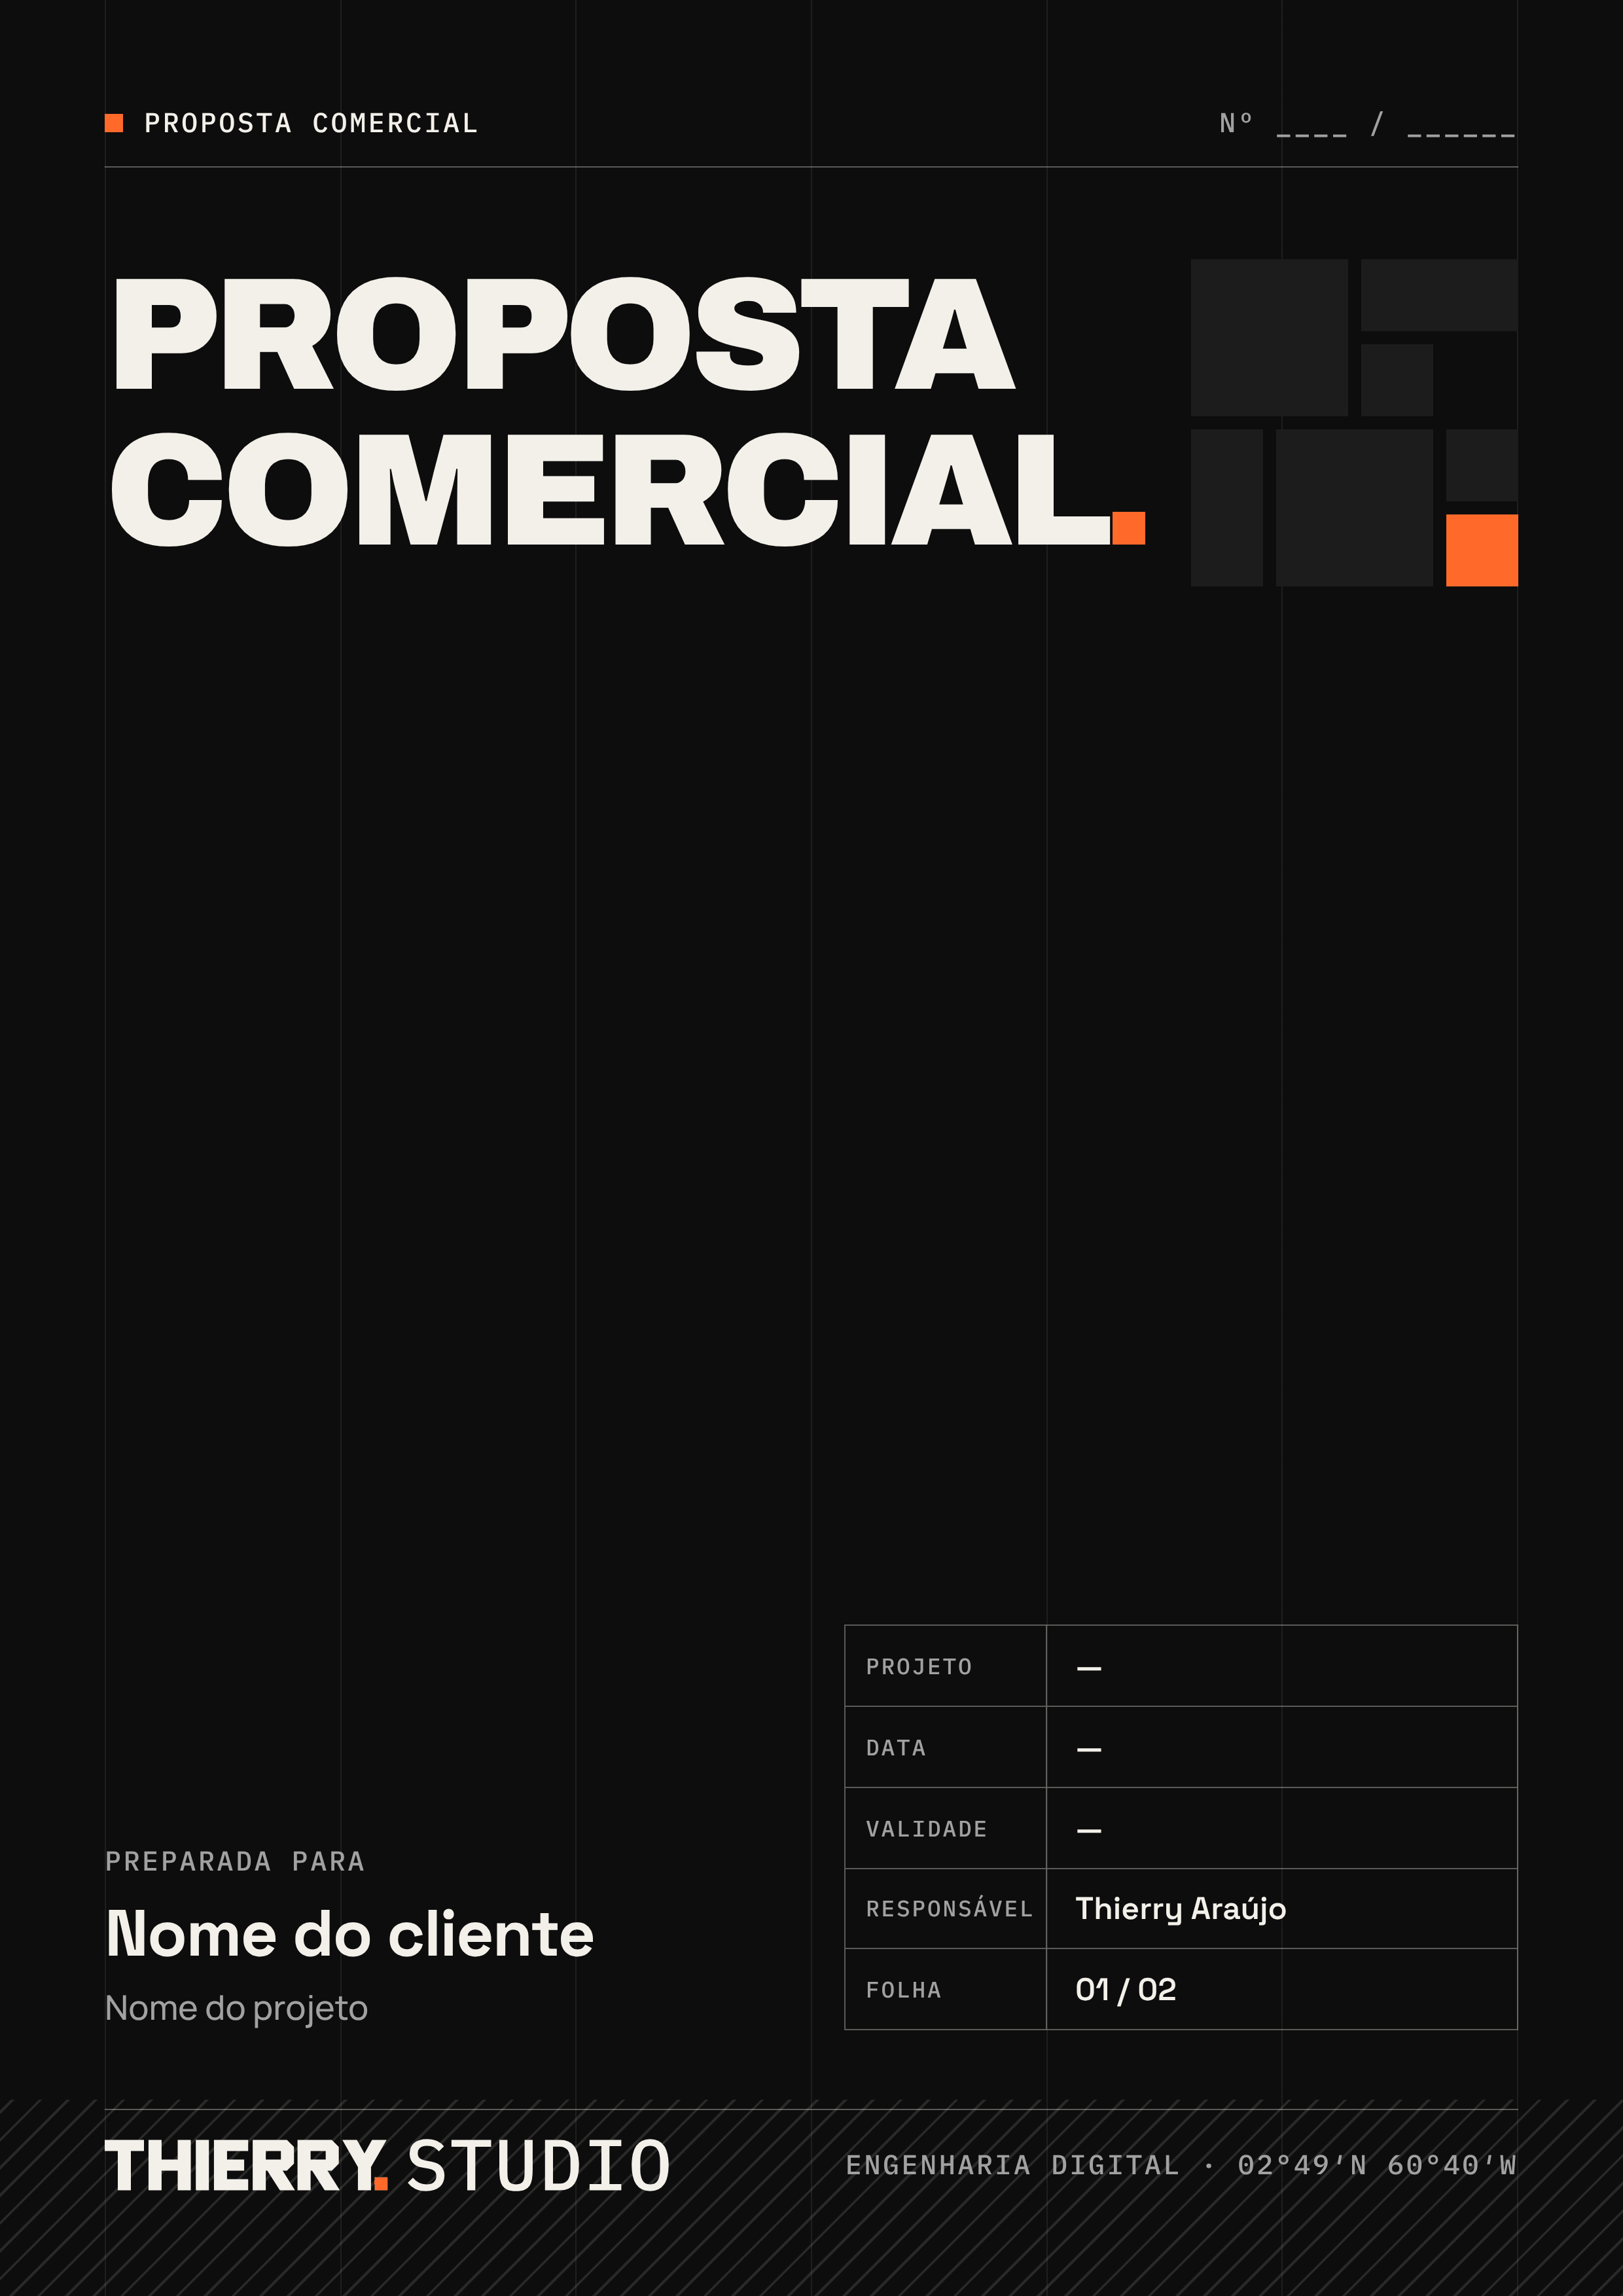 PROPOSTA COMERCIAL
Nº ____ / ______
PROPOSTA
COMERCIAL.
PROJETO —
DATA —
VALIDADE —
RESPONSÁVEL Thierry Araújo
FOLHA 01 / 02
PREPARADA PARA
Nome do cliente
Nome do projeto
THIERRY. STUDIO
ENGENHARIA DIGITAL · 02°49′N 60°40′W